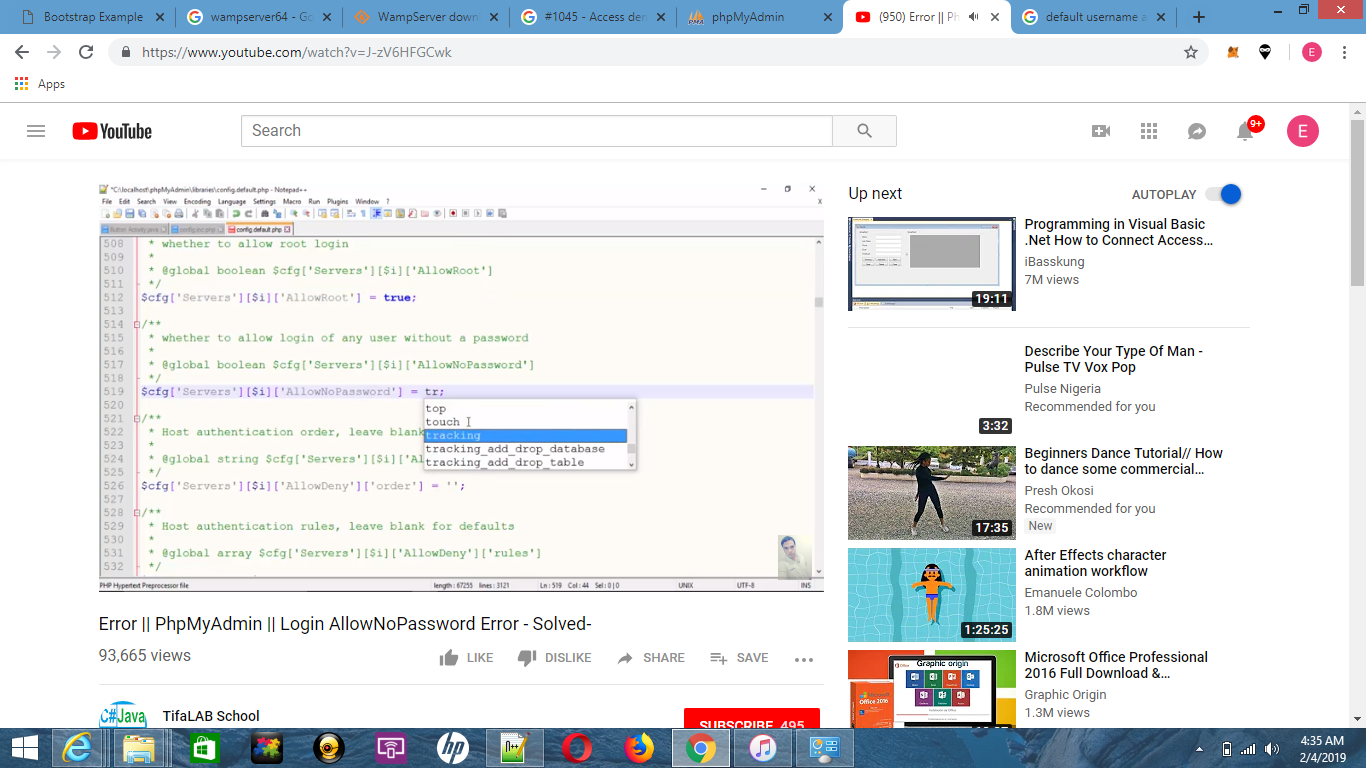 Bootstrap Example
wampserver64 - Go
WampServer down
#1045 - Access den
phpMyAdmin
(950) Error || Ph
default username a
https://www.youtube.com/watch?v=J-zV6HFGCwk
E
Apps
YouTube
Search
9+
E
*C:\localhost\phpMyAdmin\libraries\config.default.php - Notepad++
File Edit Search View Encoding Language Settings Macro Run Plugins Window ?
X
config.default.php
508 * whether to allow root login
509 *
510 * @global boolean $cfg['Servers'][$i]['AllowRoot']
511 */
512 $cfg['Servers'][$i]['AllowRoot'] = true;
513
514 /**
515 * whether to allow login of any user without a password
516 *
517 * @global boolean $cfg['Servers'][$i]['AllowNoPassword']
518 */
519 $cfg['Servers'][$i]['AllowNoPassword'] = tr;
520
top
521 /**
touch
522 * Host authentication order, leave blank
523 *
tracking
tracking_add_drop_database
524 * @global string $cfg['Servers'][$i]['Al
tracking_add_drop_table
525 */
526 $cfg['Servers'][$i]['AllowDeny']['order'] = '';
527
528 /**
529 * Host authentication rules, leave blank for defaults
530 *
531 * @global array $cfg['Servers'][$i]['AllowDeny']['rules']
532 */
PHP Hypertext Preprocessor file
length : 67255 lines : 3121
Ln : 519 Col : 44 Sel : 0 | 0
UNIX
UTF-8
INS
Error || PhpMyAdmin || Login AllowNoPassword Error - Solved-
93,665 views
LIKE
DISLIKE
SHARE
SAVE
C#Java
TifaLAB School
SUBSCRIBE 495
Up next
AUTOPLAY
19:11
Programming in Visual Basic
.Net How to Connect Access…
iBasskung
7M views
3:32
Describe Your Type Of Man -
Pulse TV Vox Pop
Pulse Nigeria
Recommended for you
17:35
Beginners Dance Tutorial// How
to dance some commercial…
Presh Okosi
Recommended for you
New
1:25:25
After Effects character
animation workflow
Emanuele Colombo
1.8M views
Graphic origin
Office 2016
Microsoft Office Professional
2016 Full Download &…
Graphic Origin
1.3M views
hp
4:35 AM
2/4/2019